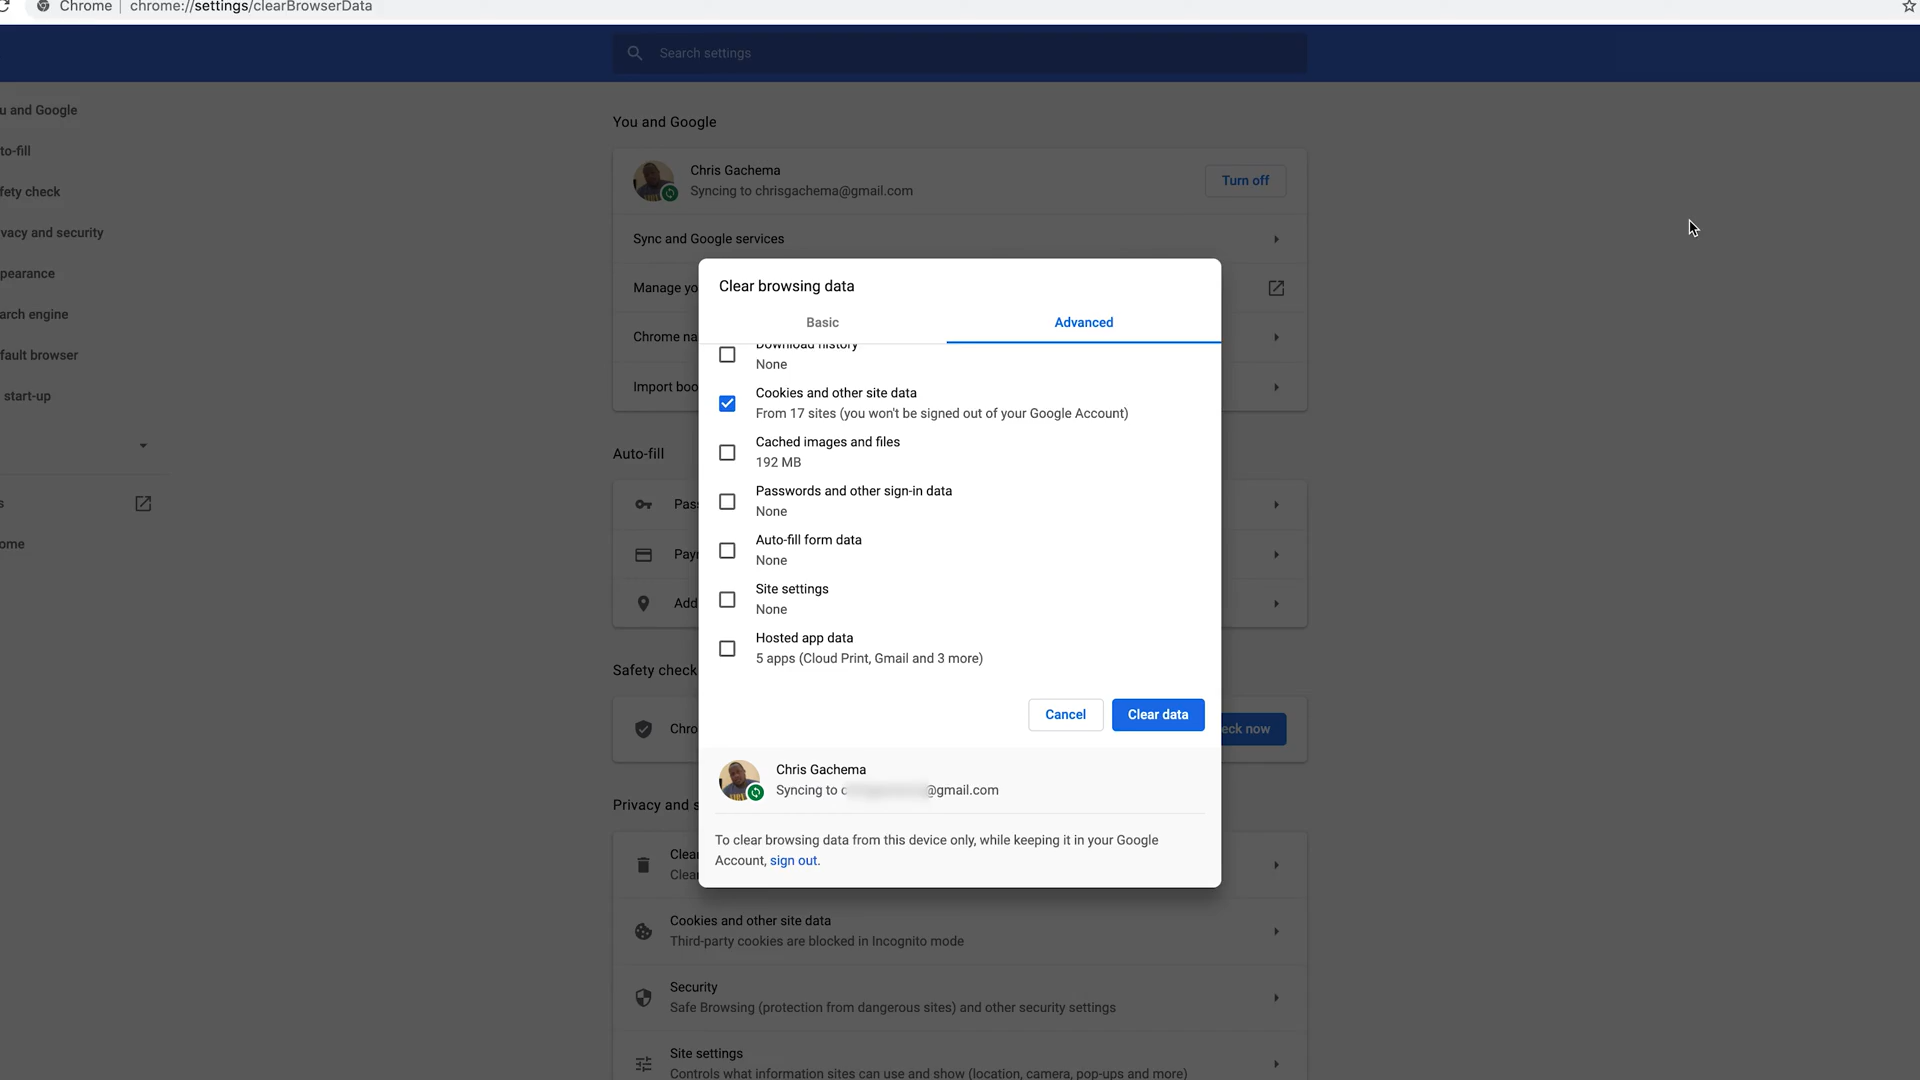 Chrome | chrome://settings/clearBrowserData
Search settings
u and Google
to-fill
fety check
vacy and security
pearance
arch engine
fault browser
start-up
s
ome
You and Google
Chris Gachema
Syncing to chrisgachema@gmail.com
Turn off
Sync and Google services
Manage yo
Chrome na
Import boo
Auto-fill
Pas
Payr
Add
Safety check
Chro
eck now
Privacy and s
Clear
Clear
Cookies and other site data
Third-party cookies are blocked in Incognito mode
Security
Safe Browsing (protection from dangerous sites) and other security settings
Site settings
Controls what information sites can use and show (location, camera, pop-ups and more)
Clear browsing data
Basic
Advanced
Download history
None
Cookies and other site data
From 17 sites (you won't be signed out of your Google Account)
Cached images and files
192 MB
Passwords and other sign-in data
None
Auto-fill form data
None
Site settings
None
Hosted app data
5 apps (Cloud Print, Gmail and 3 more)
Cancel
Clear data
Chris Gachema
Syncing to c @gmail.com
To clear browsing data from this device only, while keeping it in your Google
Account, sign out.